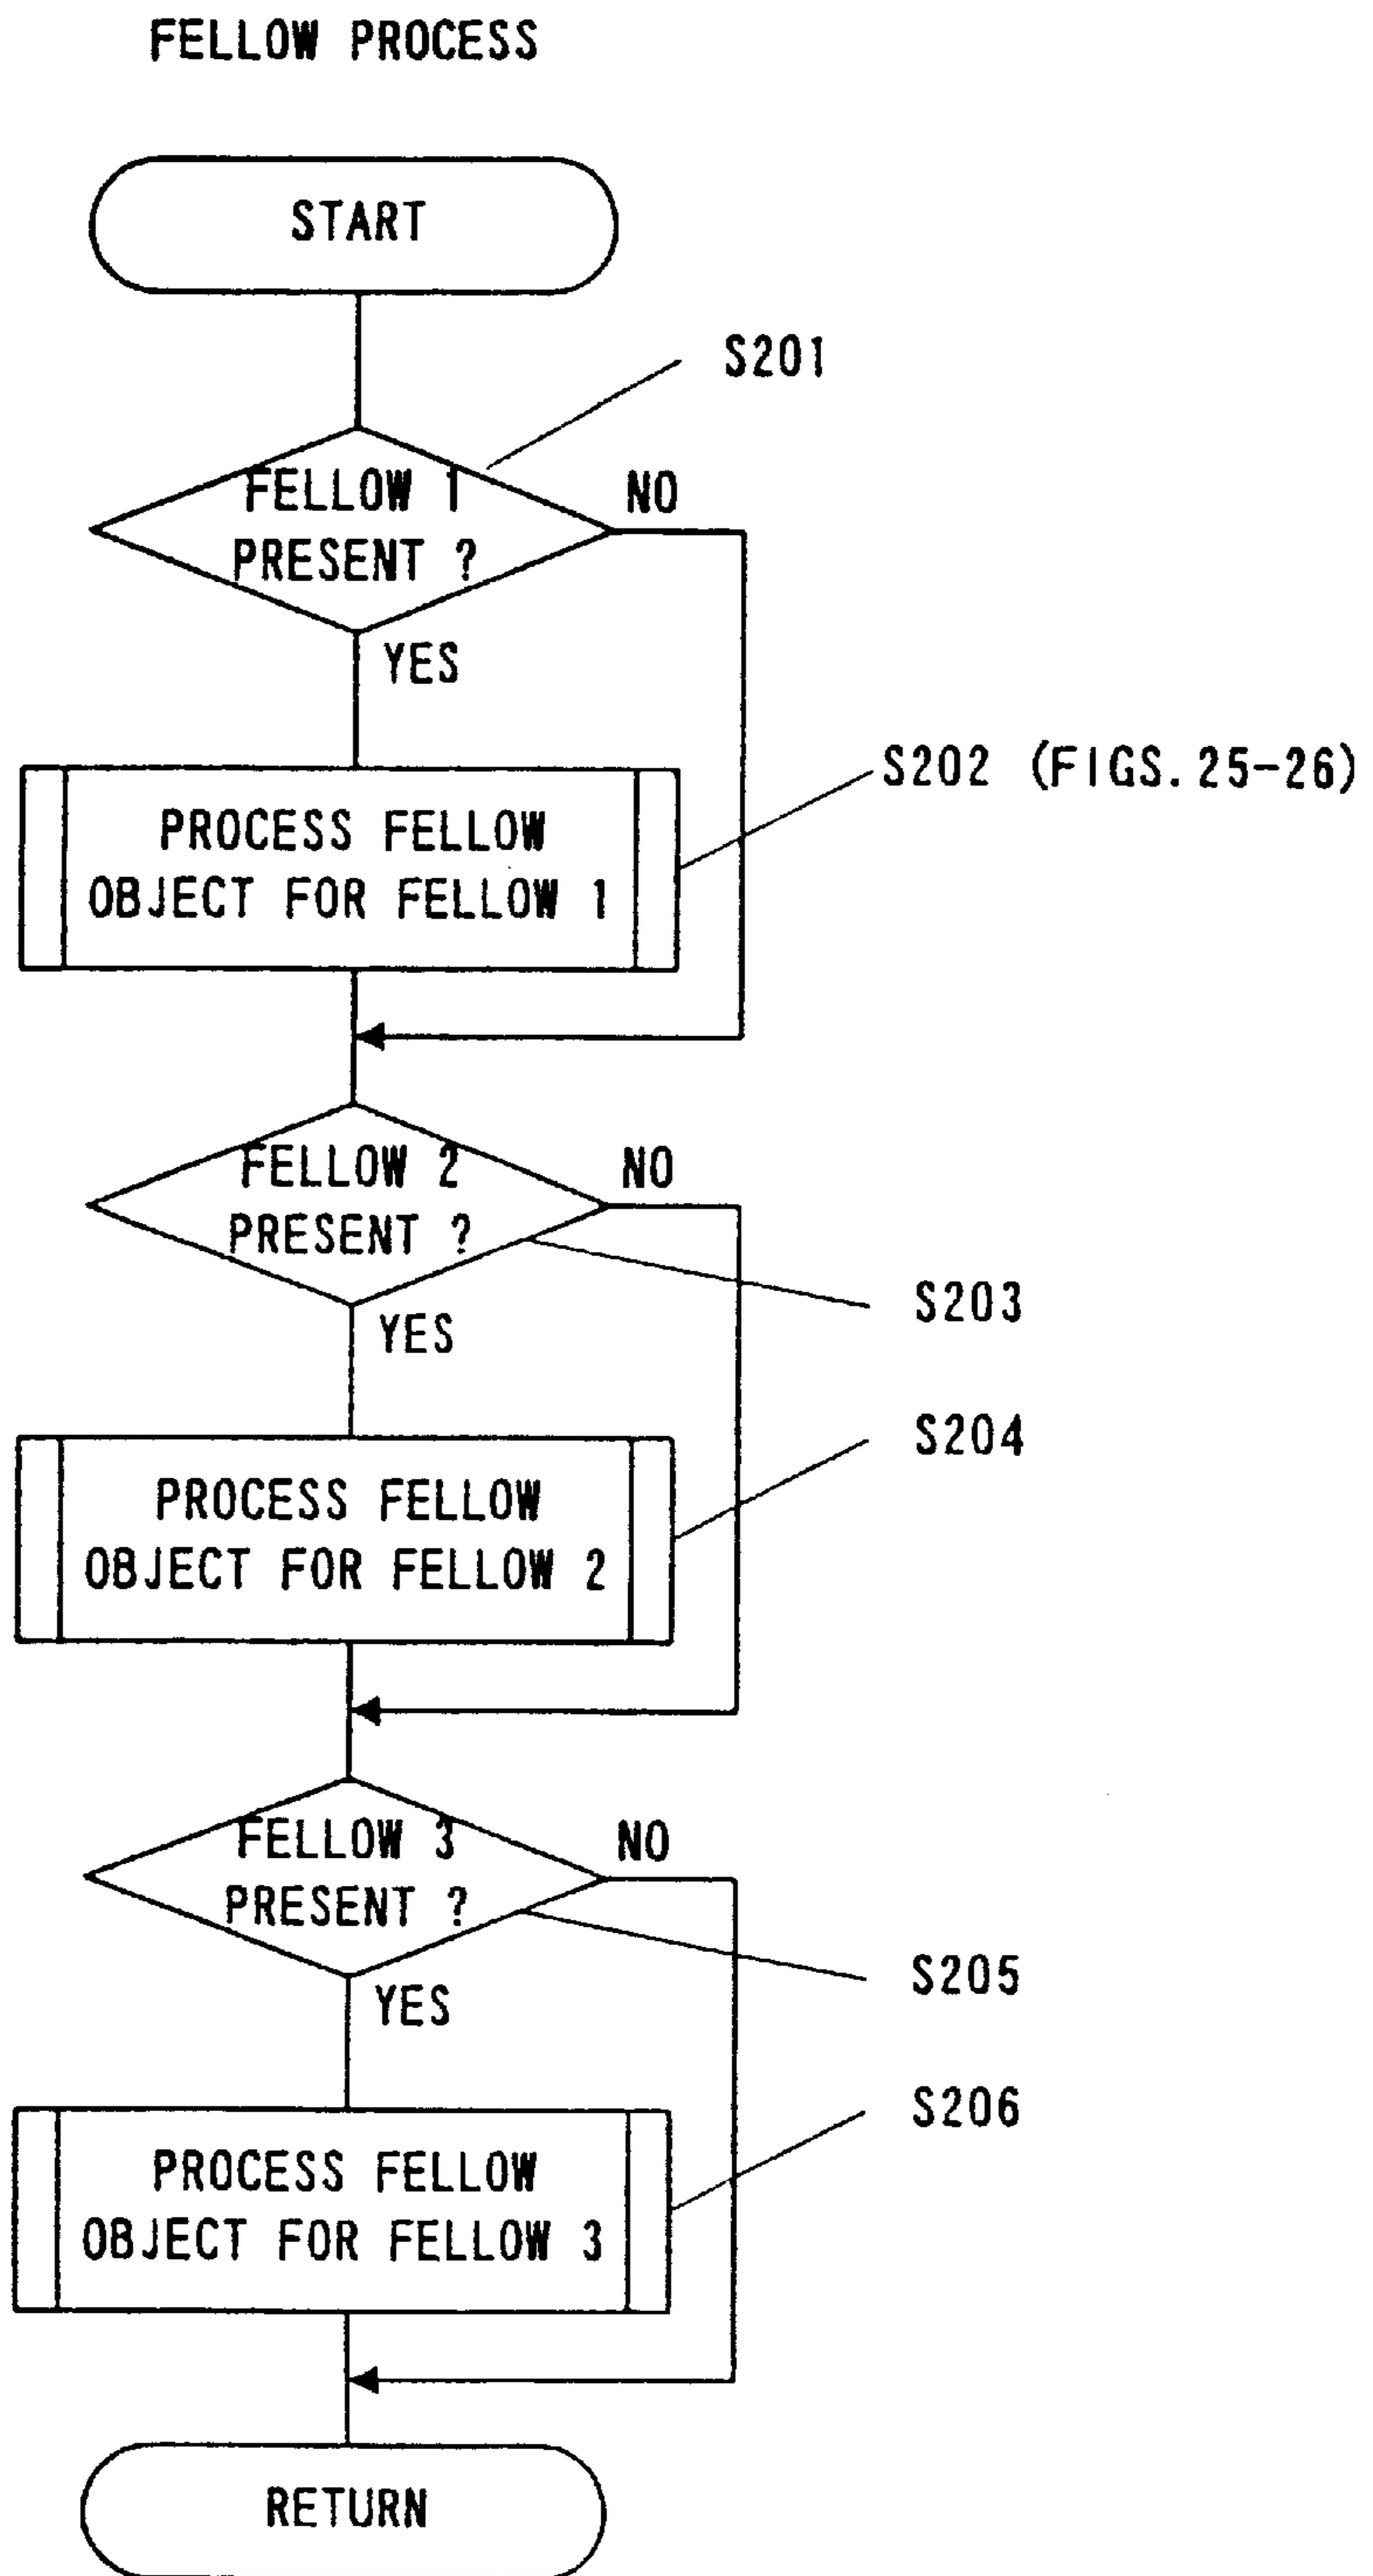 FELLOW PROCESS
START
S201
FELLOW 1
PRESENT ?
NO
YES
S202 (FIGS. 25-26)
PROCESS FELLOW
OBJECT FOR FELLOW 1
FELLOW 2
PRESENT ?
NO
S203
YES
S204
PROCESS FELLOW
OBJECT FOR FELLOW 2
FELLOW 3
PRESENT ?
NO
S205
YES
S206
PROCESS FELLOW
OBJECT FOR FELLOW 3
RETURN